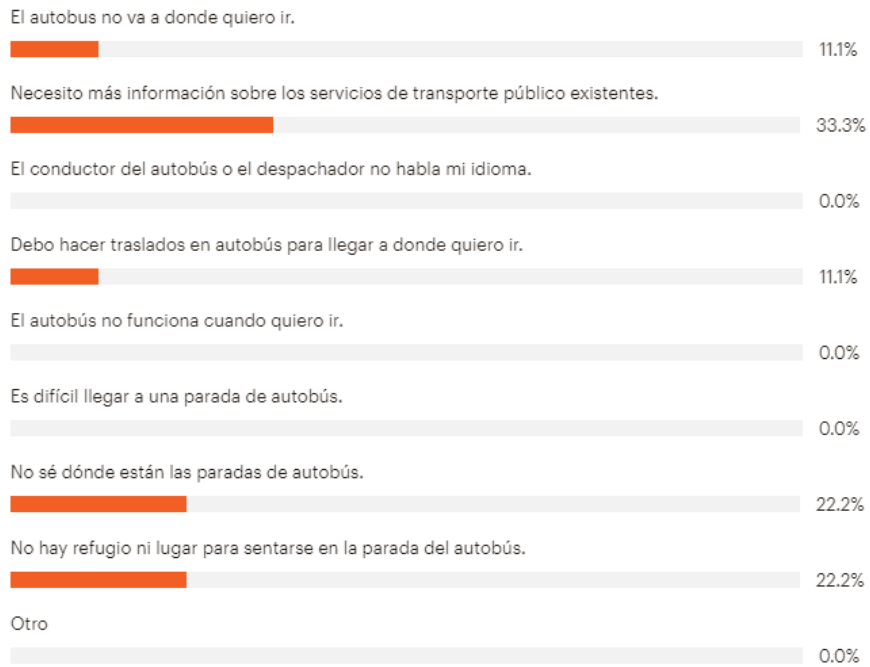 El autobus no va a donde quiero ir.
11.1%
Necesito más información sobre los servicios de transporte público existentes.
33.3%
El conductor del autobús o el despachador no habla mi idioma.
0.0%
Debo hacer traslados en autobús para llegar a donde quiero ir.
11.1%
El autobús no funciona cuando quiero ir.
0.0%
Es difícil llegar a una parada de autobús.
0.0%
No sé dónde están las paradas de autobús.
22.2%
No hay refugio ni lugar para sentarse en la parada del autobús.
22.2%
Otro
0.0%